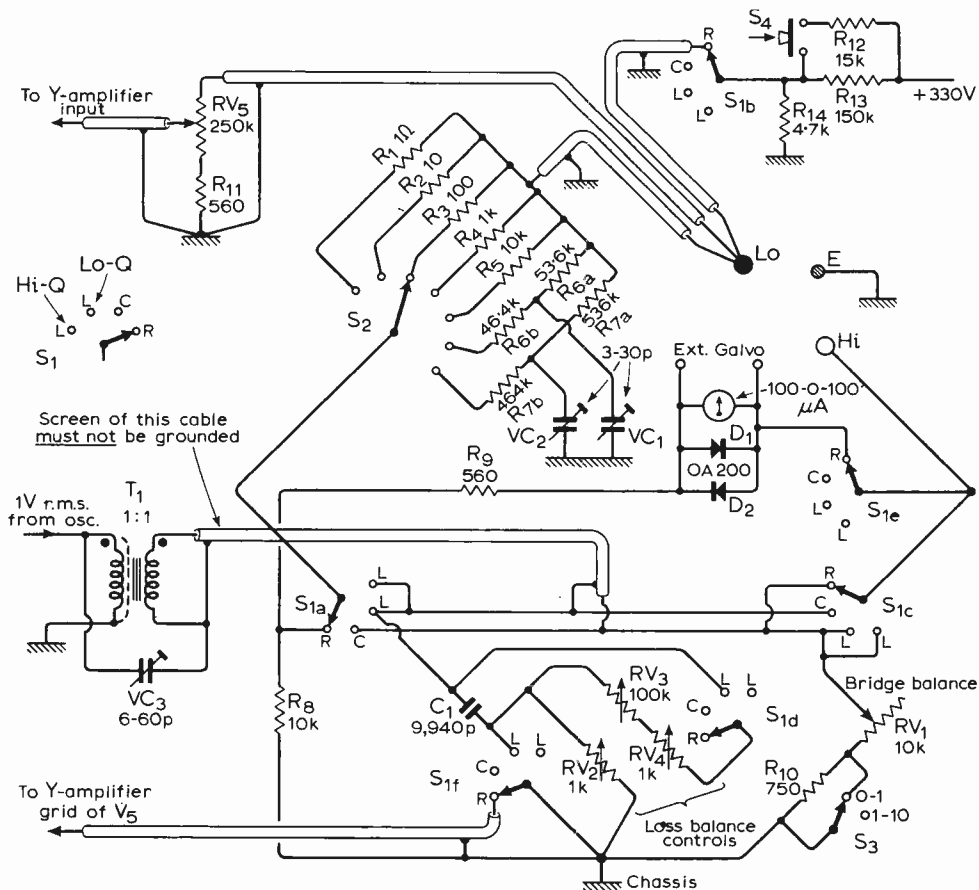 S4
R
R12
15k
C
L
L
S1b
R13
150k
+330V
R14
4·7k
To Y-amplifier
input
RV5
250k
R11
560
R1 1Ω
R2 10
R3 100
R4 1k
R5 10k
53·6k
R6a
536k
R7a
46·4k
R6b
464k
R7b
S2
Lo
E
Lo-Q
Hi-Q
L
C
L
R
S1
Hi
Ext. Galvo
100-0-100
μA
3-30p
VC2
VC1
D1
OA 200
D2
R
C
L
L
S1e
Screen of this cable
must not be grounded
R9
560
1V r.m.s.
from osc.
T1
1:1
VC3
6-60p
S1a
L
L
R
C
R
C
S1c
L
L
R8
10k
C1
9,940p
RV3
100k
L
L
C
S1d
R
RV4
1k
RV2
1k
Bridge balance
RV1
10k
R10
750
L
L
C
S1f
R
0-1
1-10
S3
Loss balance
controls
To Y-amplifier
grid of V5
Chassis